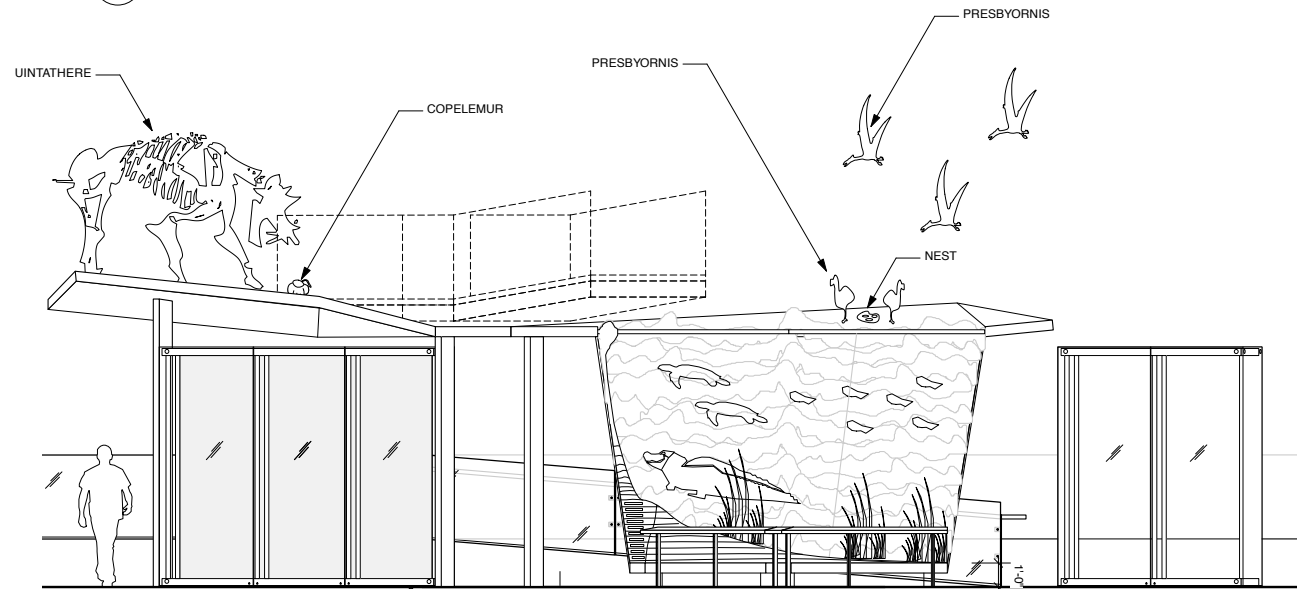 PRESBYORNIS
PRESBYORNIS
UINTATHERE
COPELEMUR
NEST
1'-0"